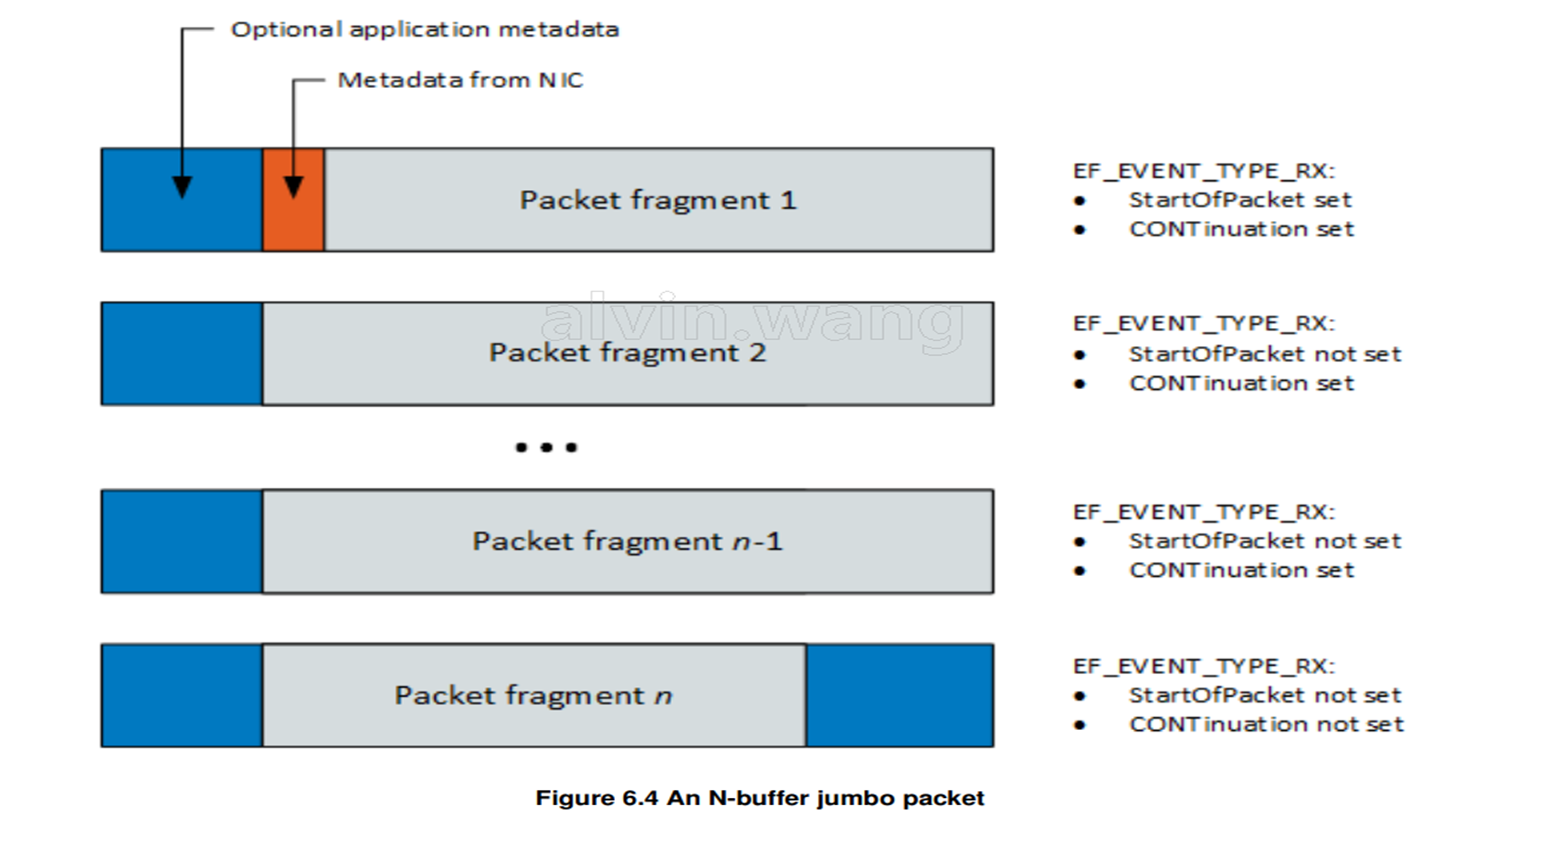 Optional application metadata
Metadata from NIC
Packet fragment 1
EF_EVENT_TYPE_RX:
• StartOfPacket set
• CONTinuation set
alvin.wang
Packet fragment 2
EF_EVENT_TYPE_RX:
• StartOfPacket not set
• CONTinuation set
•••
Packet fragment n-1
EF_EVENT_TYPE_RX:
• StartOfPacket not set
• CONTinuation set
Packet fragment n
EF_EVENT_TYPE_RX:
• StartOfPacket not set
• CONTinuation not set
Figure 6.4 An N-buffer jumbo packet